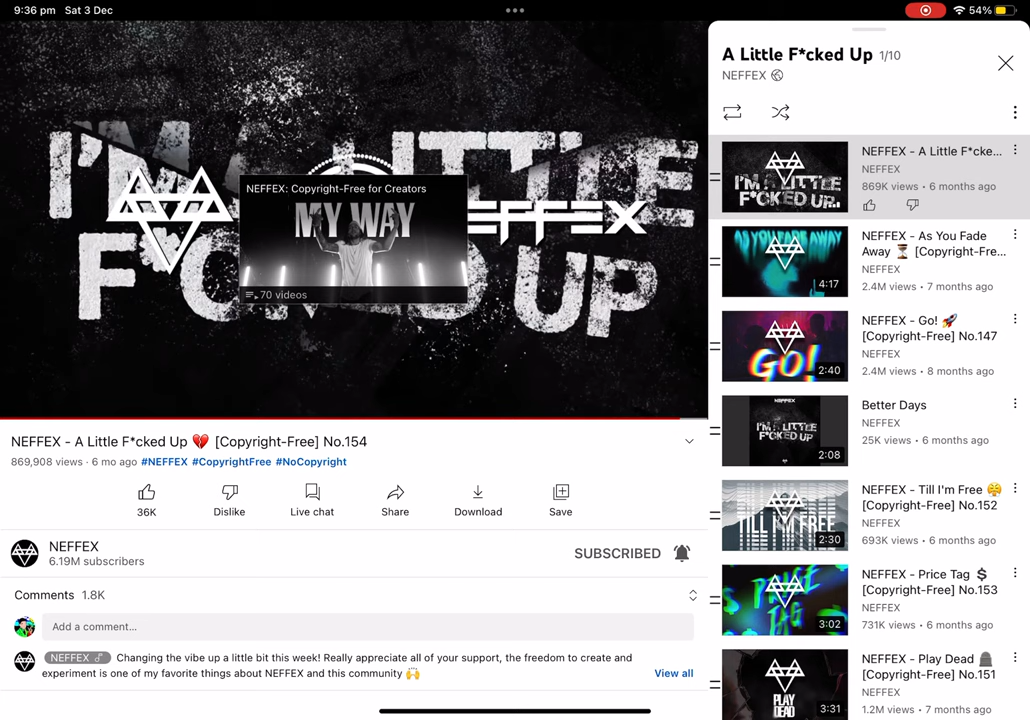 9:36 pm Sat 3 Dec
54%
I'M A LITTLE
F*CKED UP
NEFFEX
NEFFEX: Copyright-Free for Creators
MY WAY
70 videos
NEFFEX - A Little F*cked Up 💔 [Copyright-Free] No.154
869,908 views · 6 mo ago #NEFFEX #CopyrightFree #NoCopyright
36K
Dislike
Live chat
Share
Download
Save
NEFFEX
6.19M subscribers
SUBSCRIBED
Comments 1.8K
Add a comment...
NEFFEX
Changing the vibe up a little bit this week! Really appreciate all of your support, the freedom to create and
experiment is one of my favorite things about NEFFEX and this community 🙌
View all
A Little F*cked Up 1/10
NEFFEX
I'M A LITTLE
F*CKED UP..
NEFFEX - A Little F*cke...
NEFFEX
869K views • 6 months ago
AS YOU FADE AWAY
4:17
NEFFEX - As You Fade
Away ⏳ [Copyright-Fre...
NEFFEX
2.4M views • 7 months ago
GO!
2:40
NEFFEX - Go! 🚀
[Copyright-Free] No.147
NEFFEX
2.4M views • 8 months ago
NEFFEX
I'M A LITTLE
F*CKED UP
2:08
Better Days
NEFFEX
25K views • 6 months ago
TILL I'M FREE
2:30
NEFFEX - Till I'm Free 😤
[Copyright-Free] No.152
NEFFEX
693K views • 6 months ago
PRICE
TAG
3:02
NEFFEX - Price Tag 💲
[Copyright-Free] No.153
NEFFEX
731K views • 6 months ago
PLAY
DEAD
3:31
NEFFEX - Play Dead 🪦
[Copyright-Free] No.151
NEFFEX
1.2M views • 7 months ago